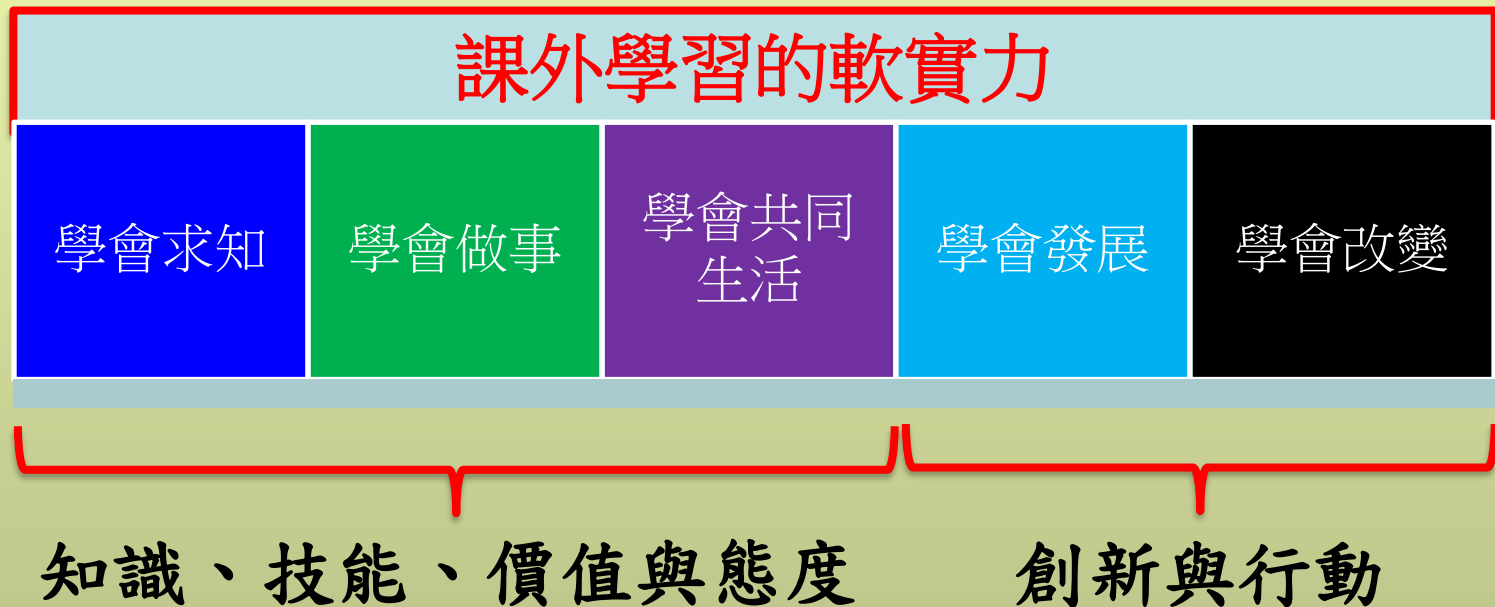 課外學習的軟實力
學會求知
學會做事
學會共同
生活
學會發展
學會改變
知識、技能、價值與態度
創新與行動